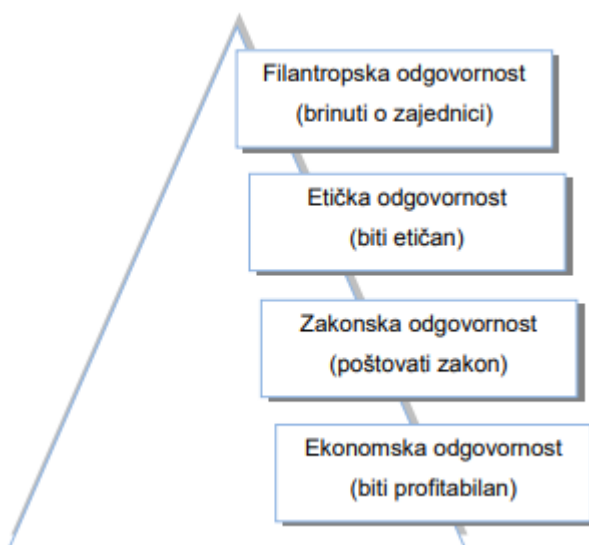 Filantropska odgovornost
(brinuti o zajednici)
Etička odgovornost
(biti etičan)
Zakonska odgovornost
(poštovati zakon)
Ekonomska odgovornost
(biti profitabilan)